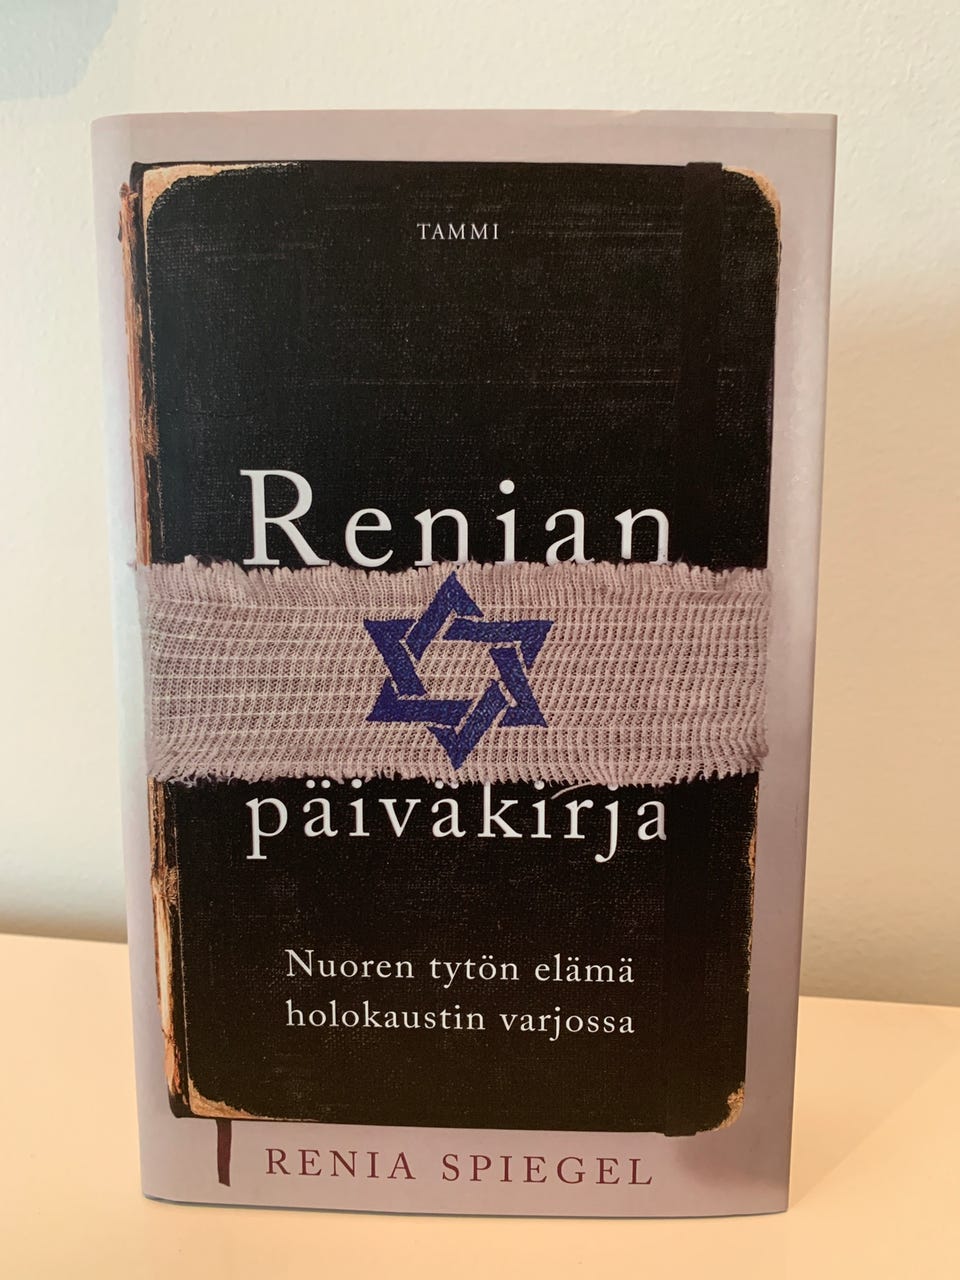 TAMMI
Renian
päiväkirja
Nuoren tytön elämä
holokaustin varjossa
RENIA SPIEGEL